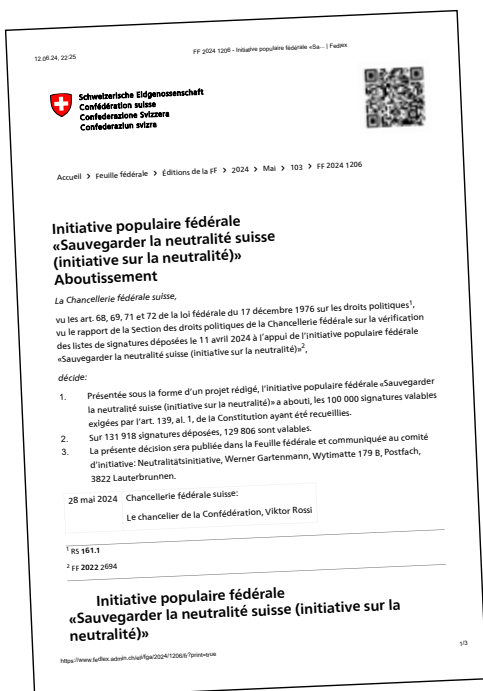 12.06.24, 22:25
FF 2024 1206 - Initiative populaire fédérale «Sa... | Fedlex
Schweizerische Eidgenossenschaft
Confédération suisse
Confederazione Svizzera
Confederaziun svizra
Accueil > Feuille fédérale > Éditions de la FF > 2024 > Mai > 103 > FF 2024 1206
Initiative populaire fédérale
«Sauvegarder la neutralité suisse
(initiative sur la neutralité)»
Aboutissement
La Chancellerie fédérale suisse,
vu les art. 68, 69, 71 et 72 de la loi fédérale du 17 décembre 1976 sur les droits politiques¹,
vu le rapport de la Section des droits politiques de la Chancellerie fédérale sur la vérification
des listes de signatures déposées le 11 avril 2024 à l'appui de l'initiative populaire fédérale
«Sauvegarder la neutralité suisse (initiative sur la neutralité)»²,
décide:
1. Présentée sous la forme d'un projet rédigé, l'initiative populaire fédérale «Sauvegarder
la neutralité suisse (initiative sur la neutralité)» a abouti, les 100 000 signatures valables
exigées par l'art. 139, al. 1, de la Constitution ayant été recueillies.
2. Sur 131 918 signatures déposées, 129 806 sont valables.
3. La présente décision sera publiée dans la Feuille fédérale et communiquée au comité
d'initiative: Neutralitätsinitiative, Werner Gartenmann, Wytimatte 179 B, Postfach,
3822 Lauterbrunnen.
28 mai 2024 Chancellerie fédérale suisse:
Le chancelier de la Confédération, Viktor Rossi
¹ RS 161.1
² FF 2022 2694
Initiative populaire fédérale
«Sauvegarder la neutralité suisse (initiative sur la
neutralité)»
https://www.fedlex.admin.ch/eli/fga/2024/1206/fr?print=true
1/3